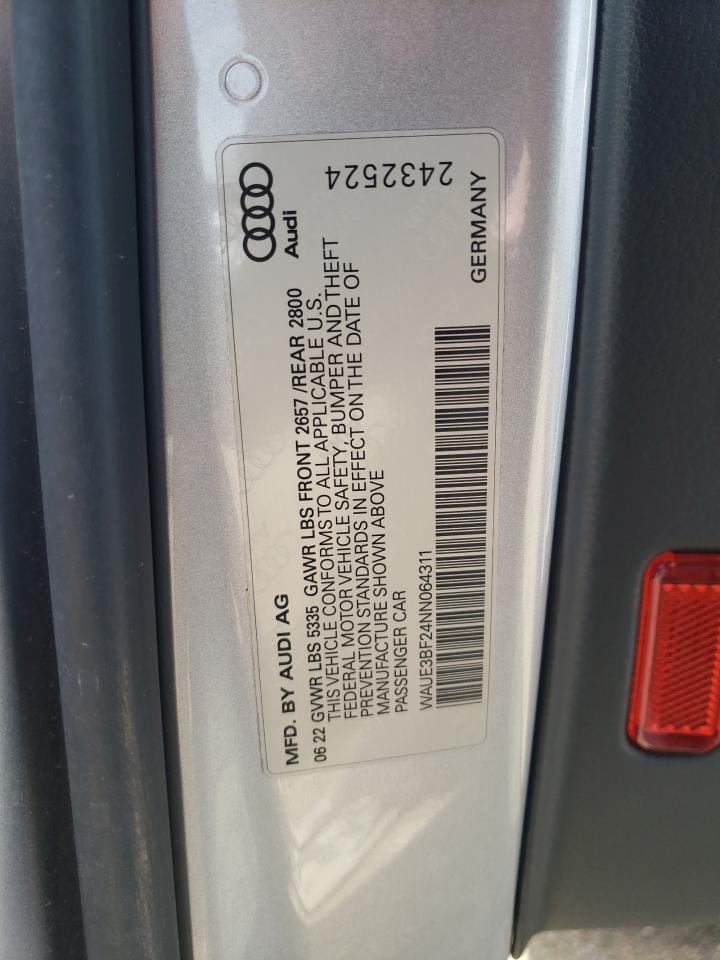 MFD. BY AUDI AG
Audi
06 22 GVWR LBS 5335 GAWR LBS FRONT 2657 /REAR 2800
THIS VEHICLE CONFORMS TO ALL APPLICABLE U.S.
FEDERAL MOTOR VEHICLE SAFETY, BUMPER AND THEFT
PREVENTION STANDARDS IN EFFECT ON THE DATE OF
MANUFACTURE SHOWN ABOVE
PASSENGER CAR
WAUE3BF24NN064311
2432524
GERMANY